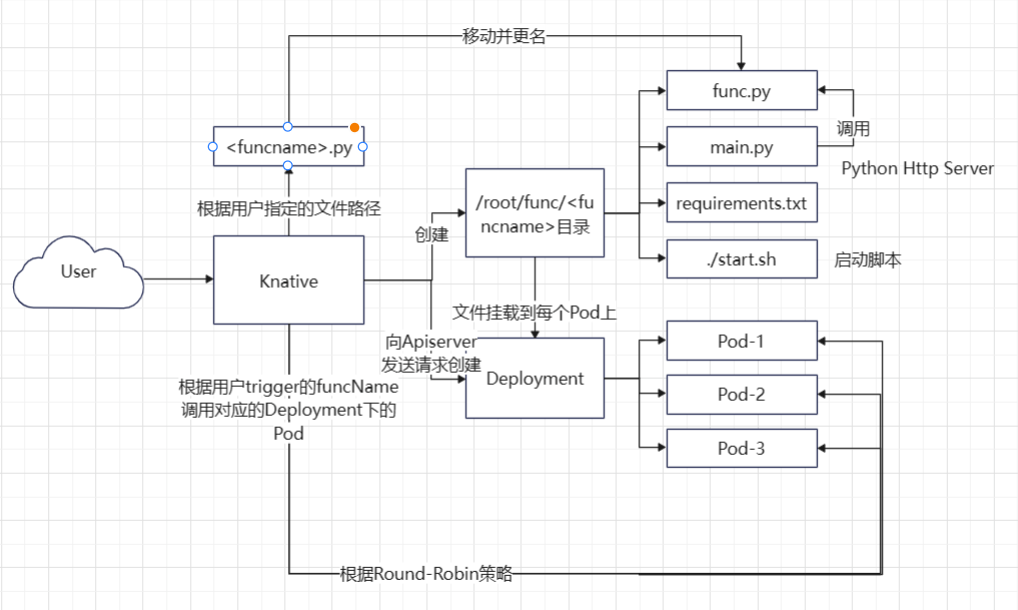 移动并更名
func.py
<funcname>.py
调用
main.py
Python Http Server
根据用户指定的文件路径
/root/func/<fu
ncname>目录
requirements.txt
创建
User
Knative
./start.sh
启动脚本
文件挂载到每个Pod上
向Apiserver
发送请求创建
Pod-1
Deployment
根据用户trigger的funcName
调用对应的Deployment下的
Pod
Pod-2
Pod-3
根据Round-Robin策略